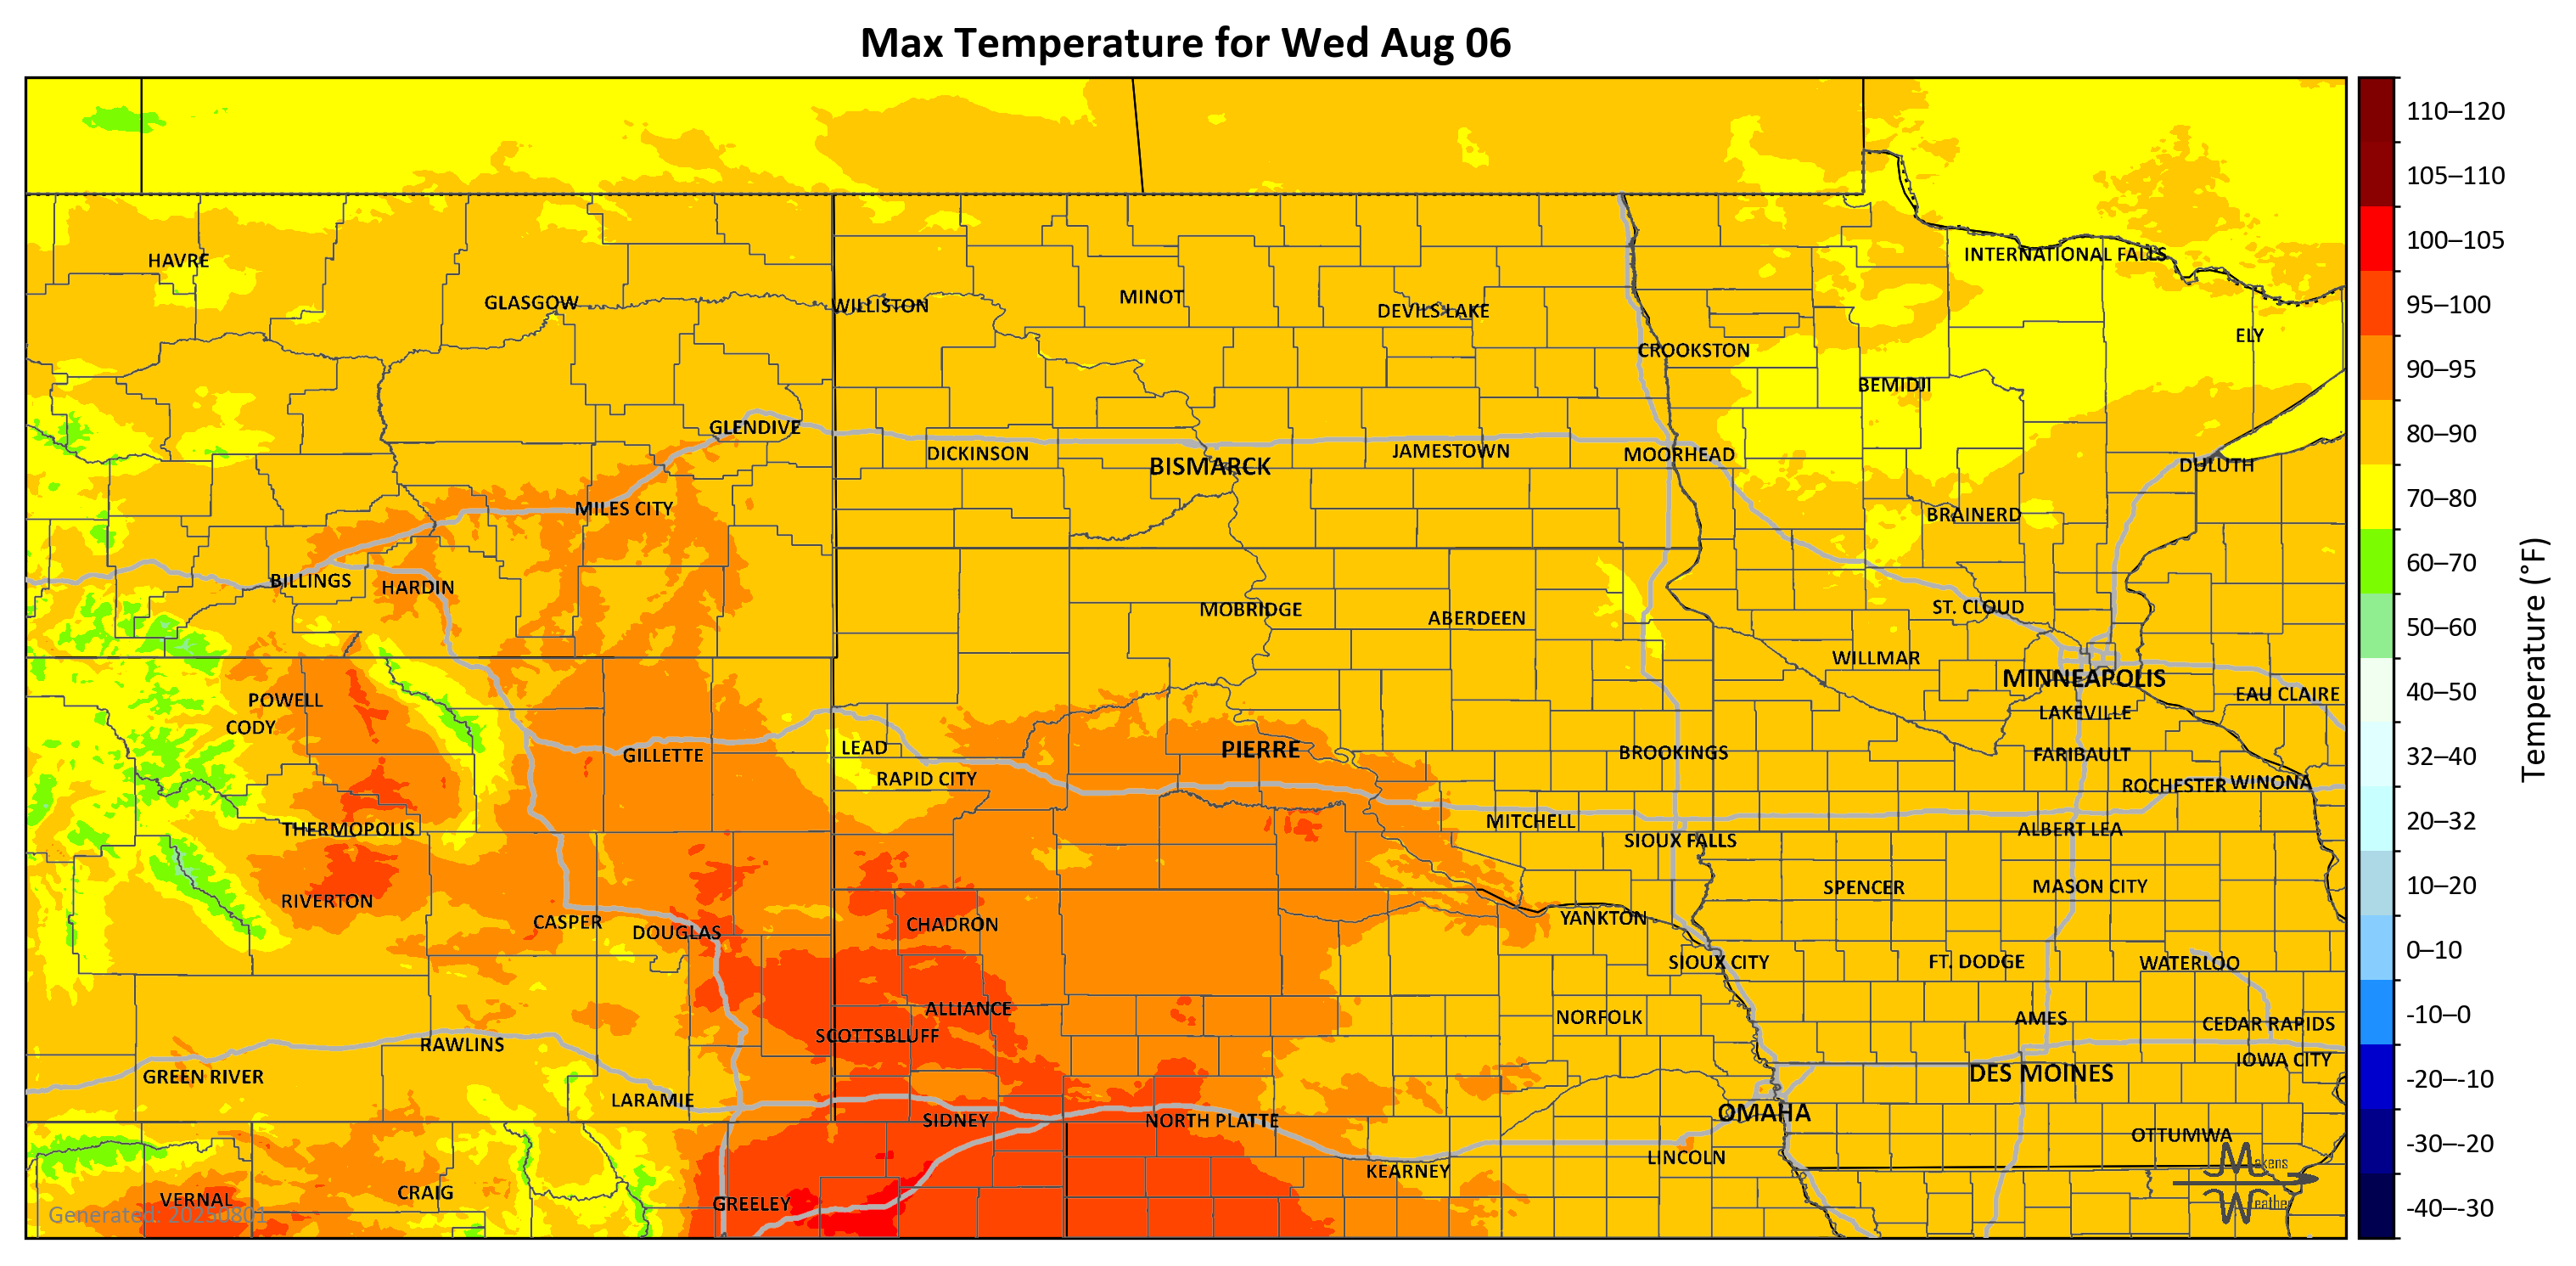 Max Temperature for Wed Aug 06
110–120
105–110
100–105
95–100
90–95
80–90
70–80
60–70
50–60
40–50
32–40
20–32
10–20
0–10
-10–0
-20–-10
-30–-20
-40–-30
Temperature (°F)
HAVRE
INTERNATIONAL FALLS
GLASGOW
WILLISTON
MINOT
DEVILS LAKE
ELY
CROOKSTON
BEMIDJI
GLENDIVE
DICKINSON
BISMARCK
JAMESTOWN
MOORHEAD
DULUTH
MILES CITY
BRAINERD
BILLINGS
HARDIN
MOBRIDGE
ABERDEEN
ST. CLOUD
WILLMAR
MINNEAPOLIS
EAU CLAIRE
POWELL
CODY
LAKEVILLE
GILLETTE
LEAD
PIERRE
BROOKINGS
FARIBAULT
RAPID CITY
ROCHESTER
WINONA
THERMOPOLIS
MITCHELL
SIOUX FALLS
ALBERT LEA
RIVERTON
SPENCER
MASON CITY
CASPER
DOUGLAS
CHADRON
YANKTON
SIOUX CITY
FT. DODGE
WATERLOO
ALLIANCE
SCOTTSBLUFF
NORFOLK
AMES
CEDAR RAPIDS
RAWLINS
IOWA CITY
GREEN RIVER
DES MOINES
LARAMIE
SIDNEY
NORTH PLATTE
OMAHA
OTTUMWA
KEARNEY
LINCOLN
VERNAL
CRAIG
GREELEY
Generated: 20250801
Makens
Weather